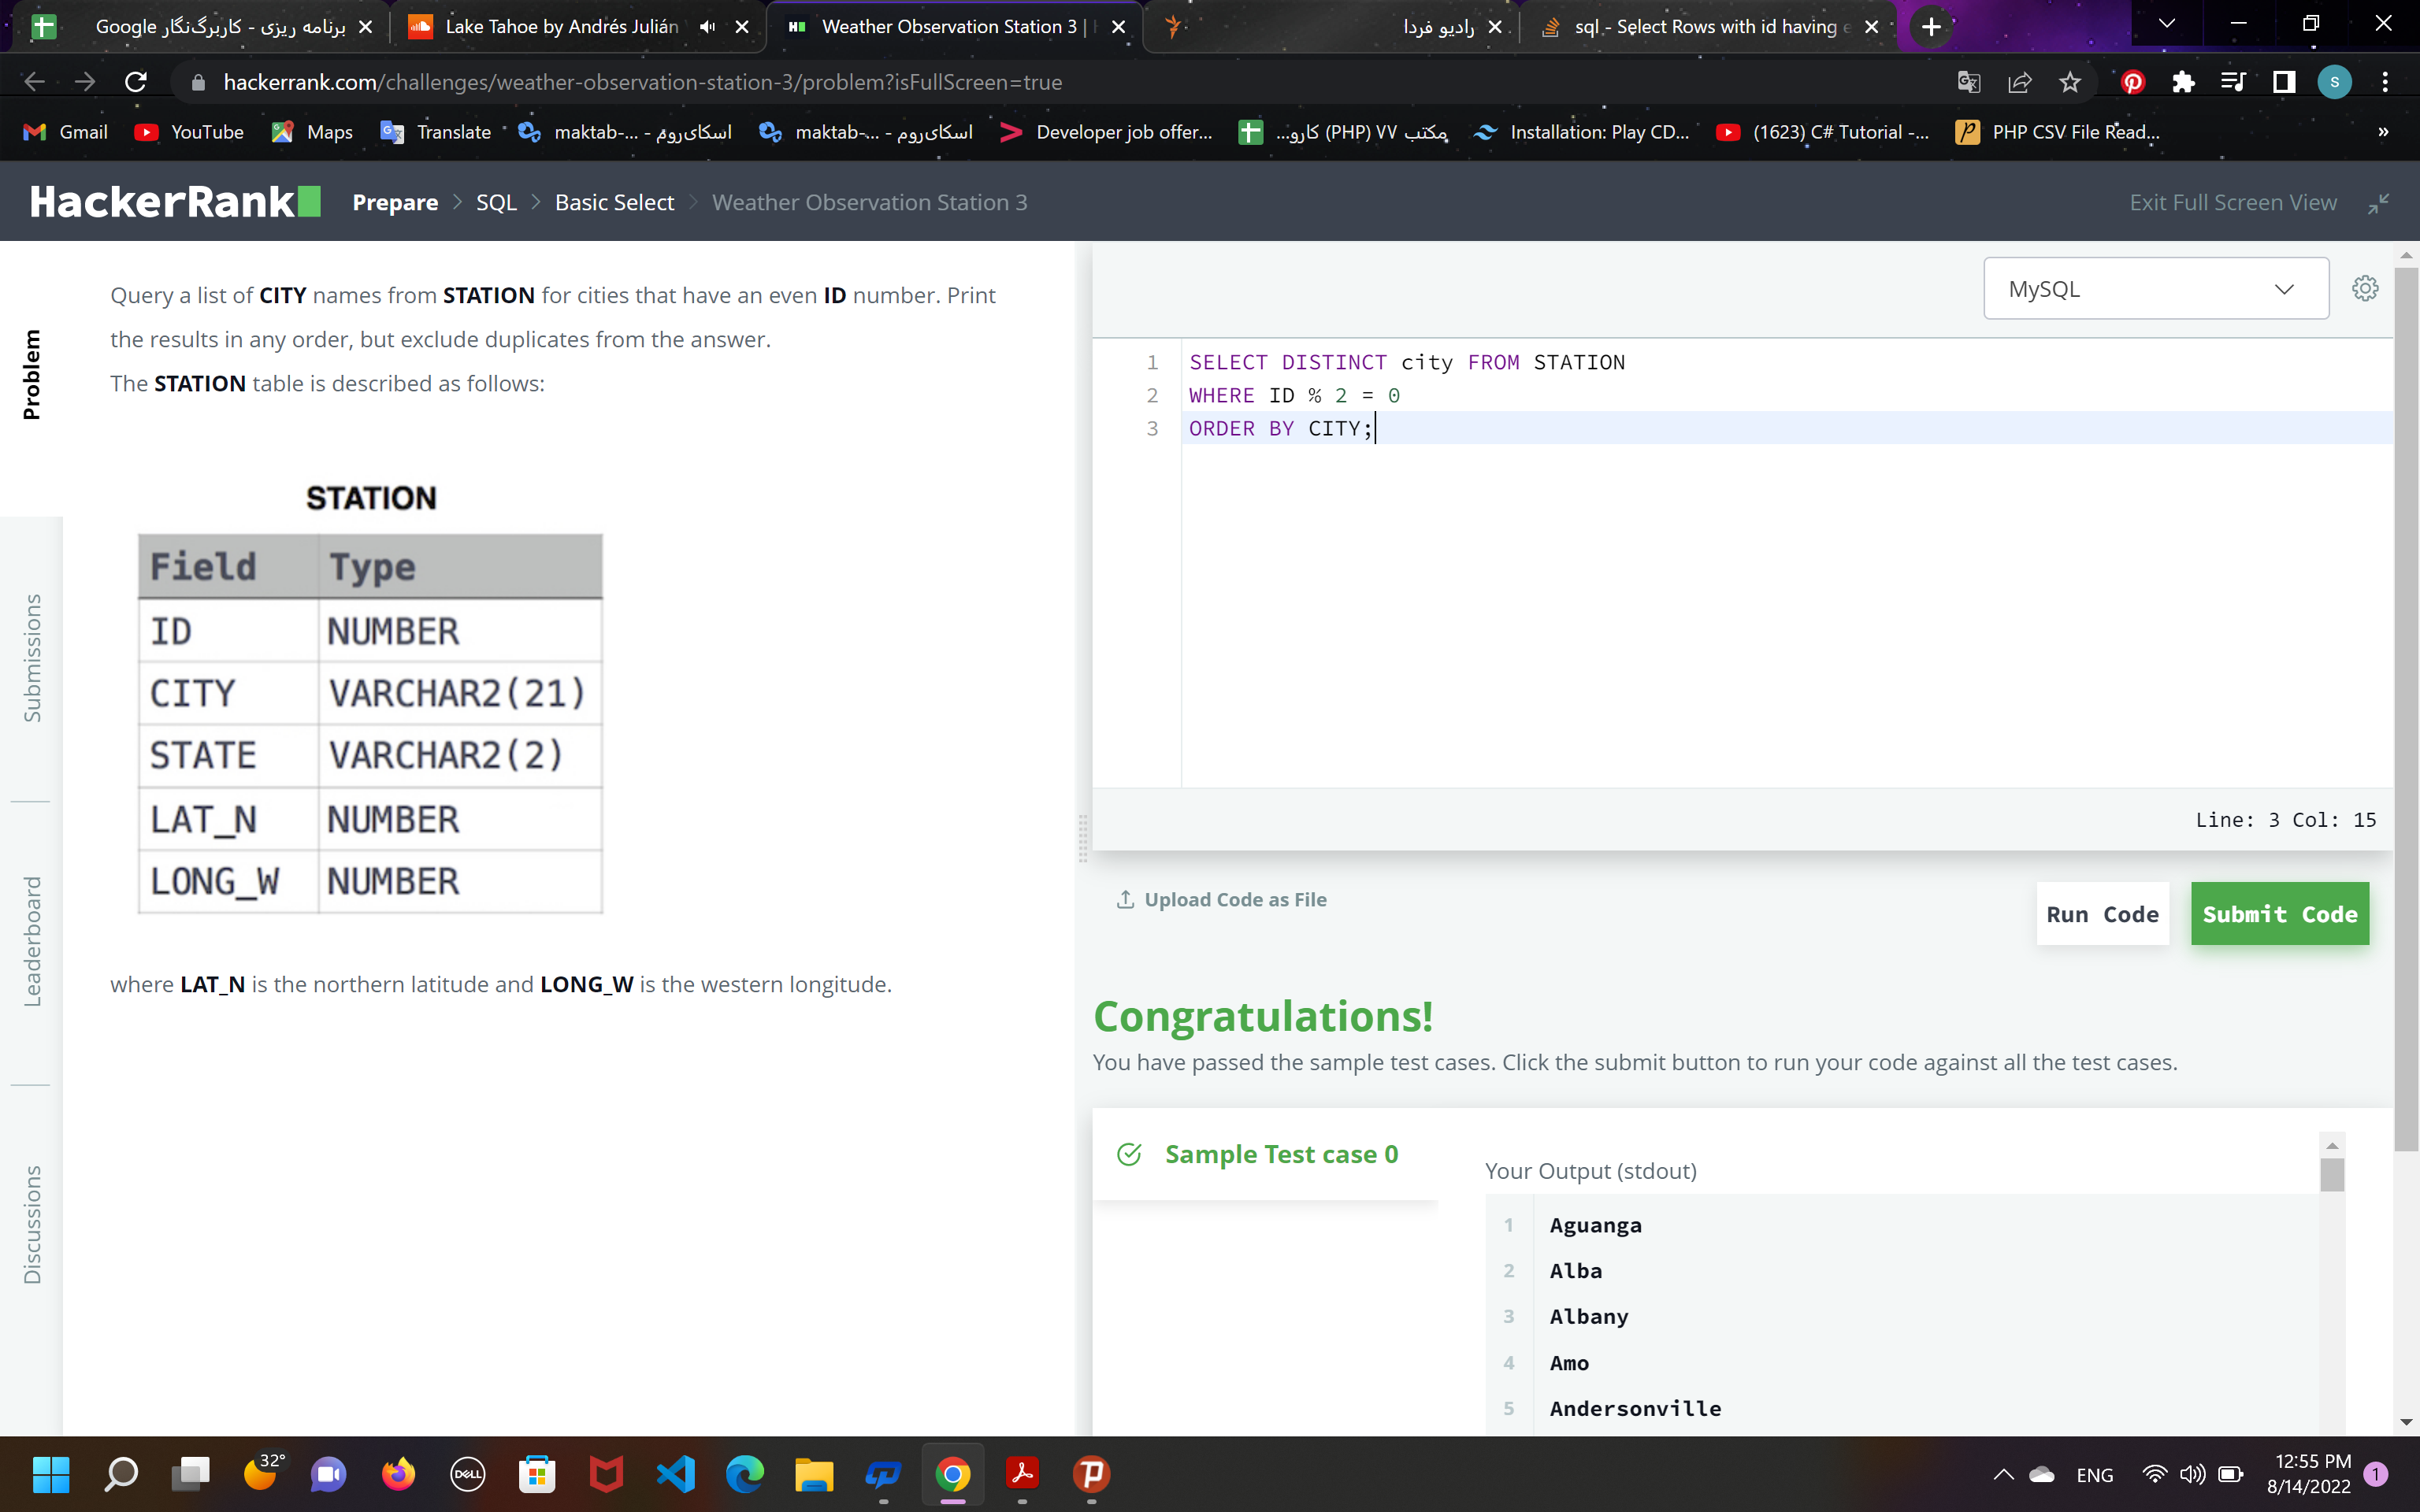 برنامه ریزی - کاربرگ‌نگار Google
Lake Tahoe by Andrés Julián
Weather Observation Station 3 |
رادیو فردا
sql - Select Rows with id having e
hackerrank.com/challenges/weather-observation-station-3/problem?isFullScreen=true
S
Gmail
YouTube
Maps
Translate
maktab-... - اسکای‌روم
maktab-... - اسکای‌روم
Developer job offer...
مکتب ۷۷ (PHP) کارو...
Installation: Play CD...
(1623) C# Tutorial -...
PHP CSV File Read...
»
HackerRank
Prepare > SQL > Basic Select > Weather Observation Station 3
Exit Full Screen View
Problem
Submissions
Leaderboard
Discussions
Query a list of CITY names from STATION for cities that have an even ID number. Print
the results in any order, but exclude duplicates from the answer.
The STATION table is described as follows:
STATION
Field Type
ID NUMBER
CITY VARCHAR2(21)
STATE VARCHAR2(2)
LAT_N NUMBER
LONG_W NUMBER
where LAT_N is the northern latitude and LONG_W is the western longitude.
MySQL
1 SELECT DISTINCT city FROM STATION
2 WHERE ID % 2 = 0
3 ORDER BY CITY;
Line: 3 Col: 15
Upload Code as File
Run Code
Submit Code
Congratulations!
You have passed the sample test cases. Click the submit button to run your code against all the test cases.
Sample Test case 0
Your Output (stdout)
1 Aguanga
2 Alba
3 Albany
4 Amo
5 Andersonville
32°
DELL
ENG
12:55 PM
8/14/2022
1